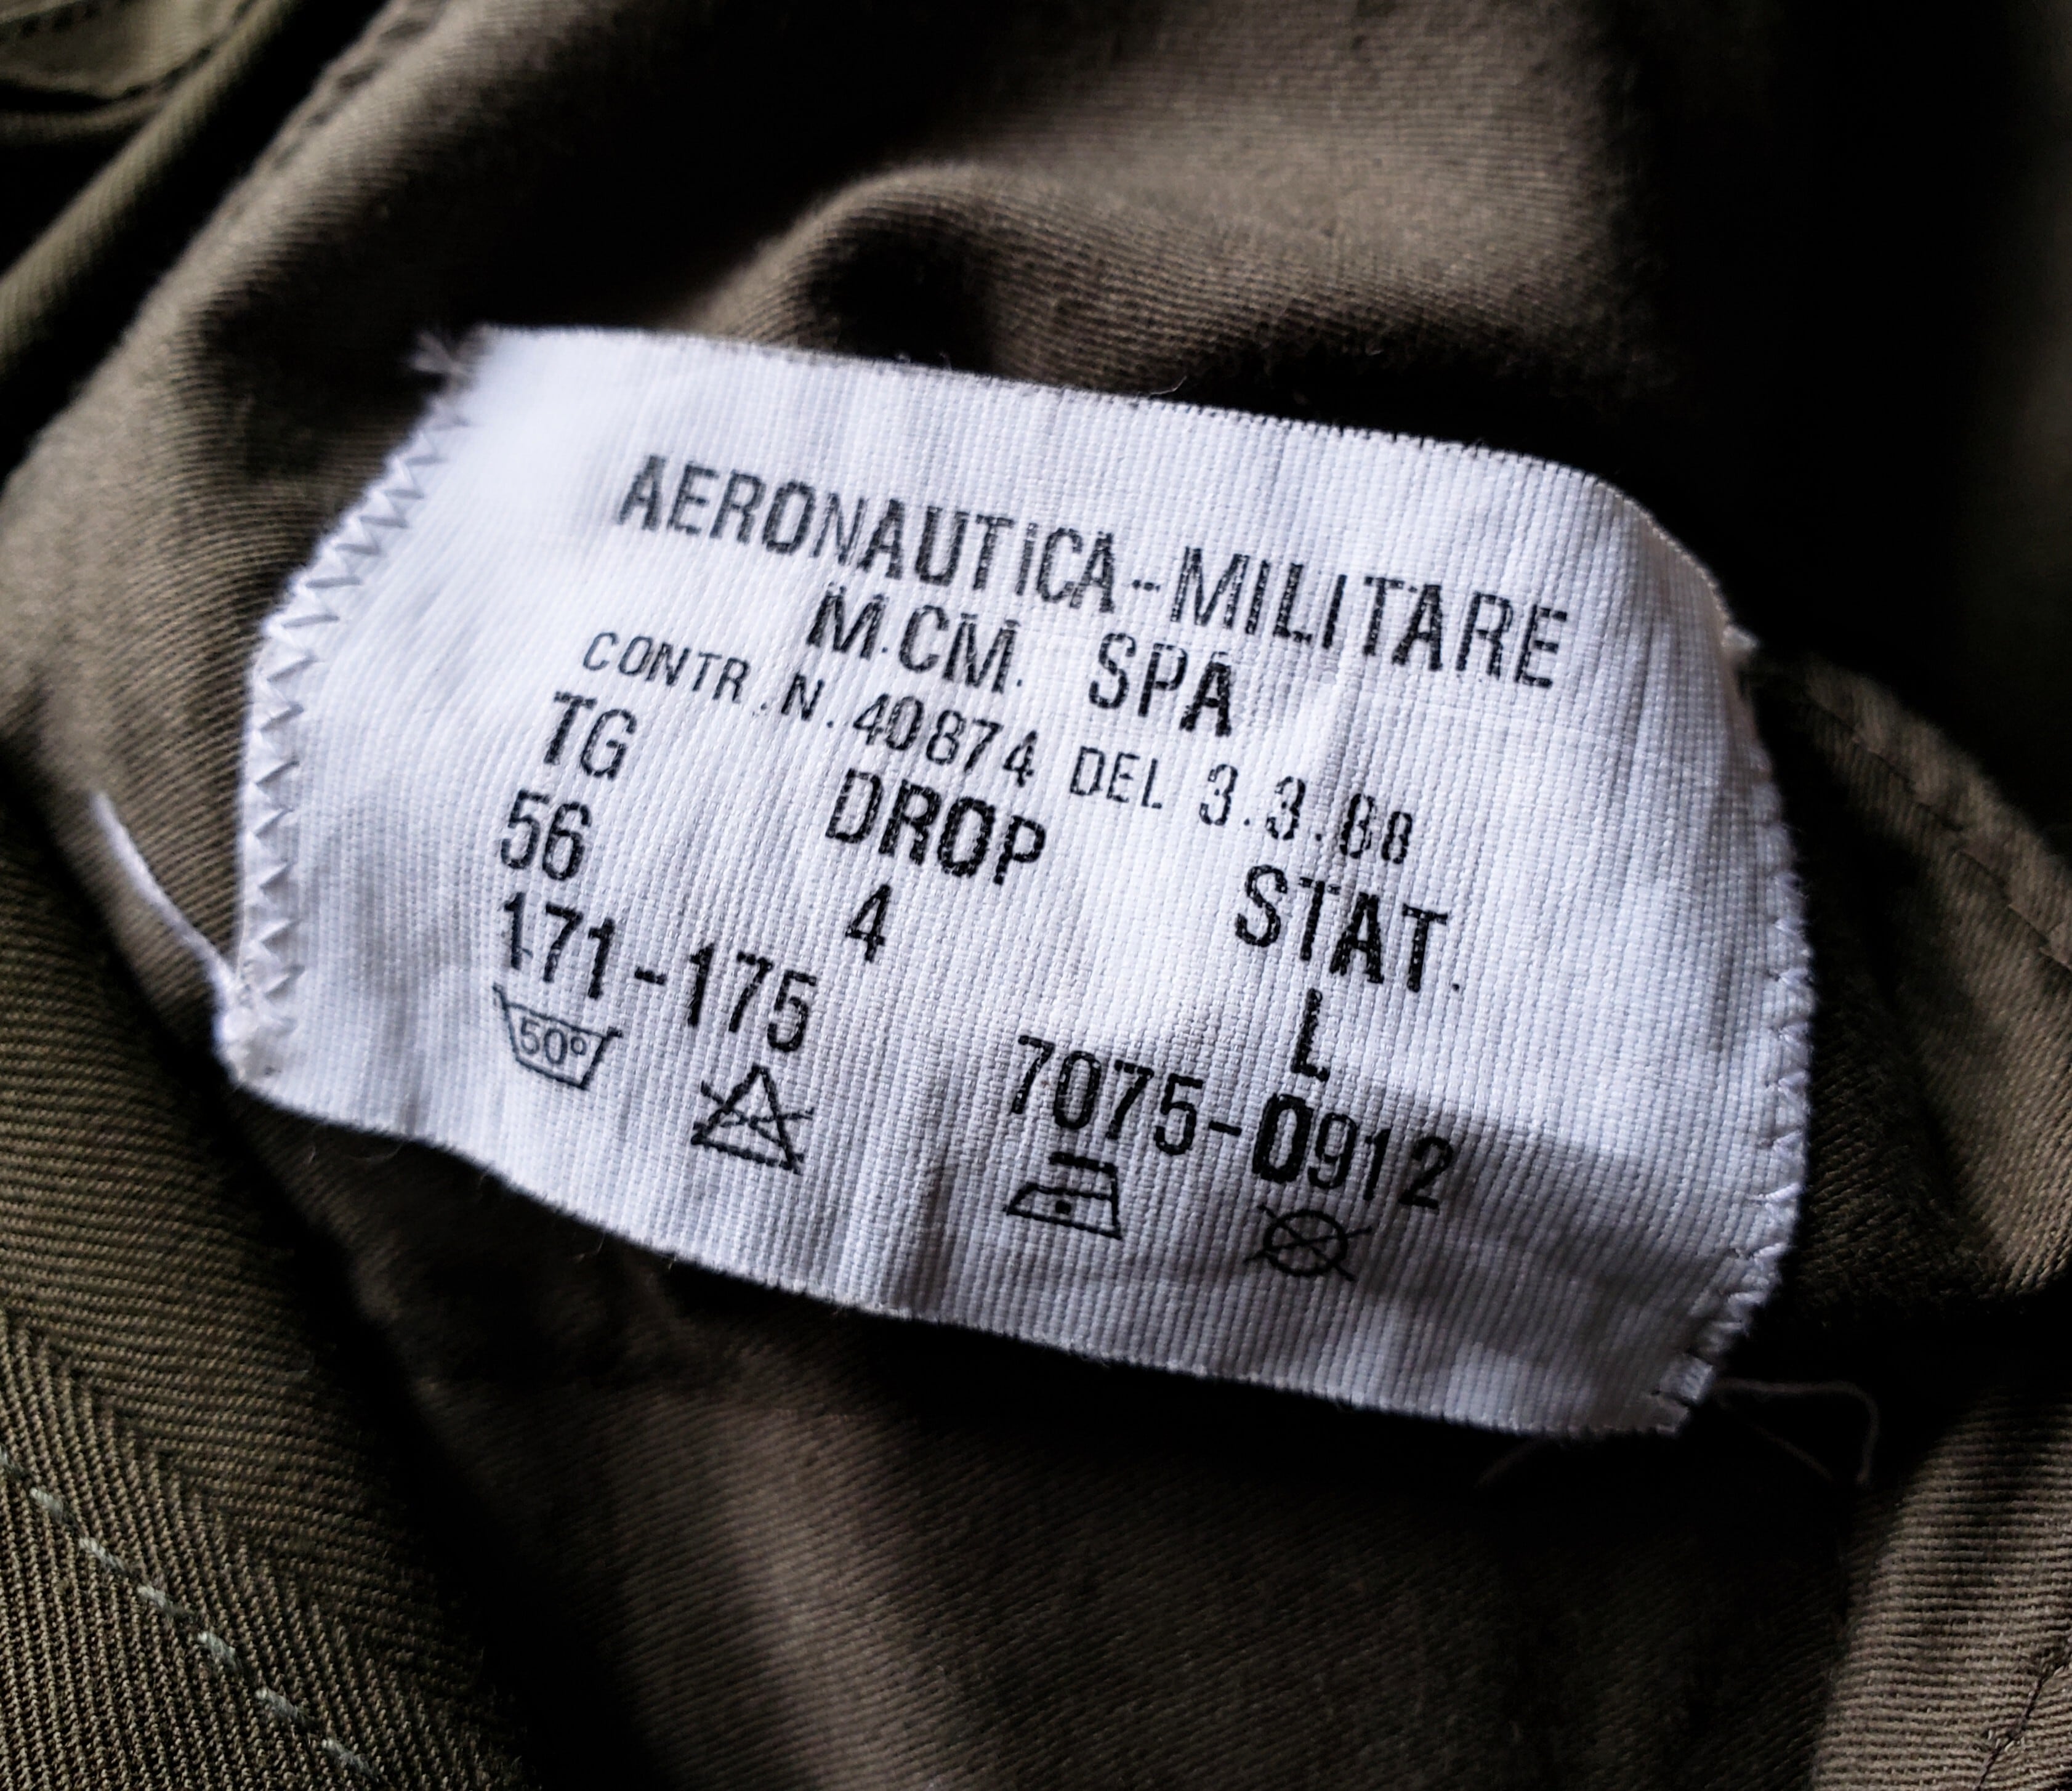 AERONAUTICA-MILITARE
M.CM. SPA
CONTR.N.40874 DEL 3.3.88
TG DROP STAT.
56 4 L
171-175 7075-0912
50°